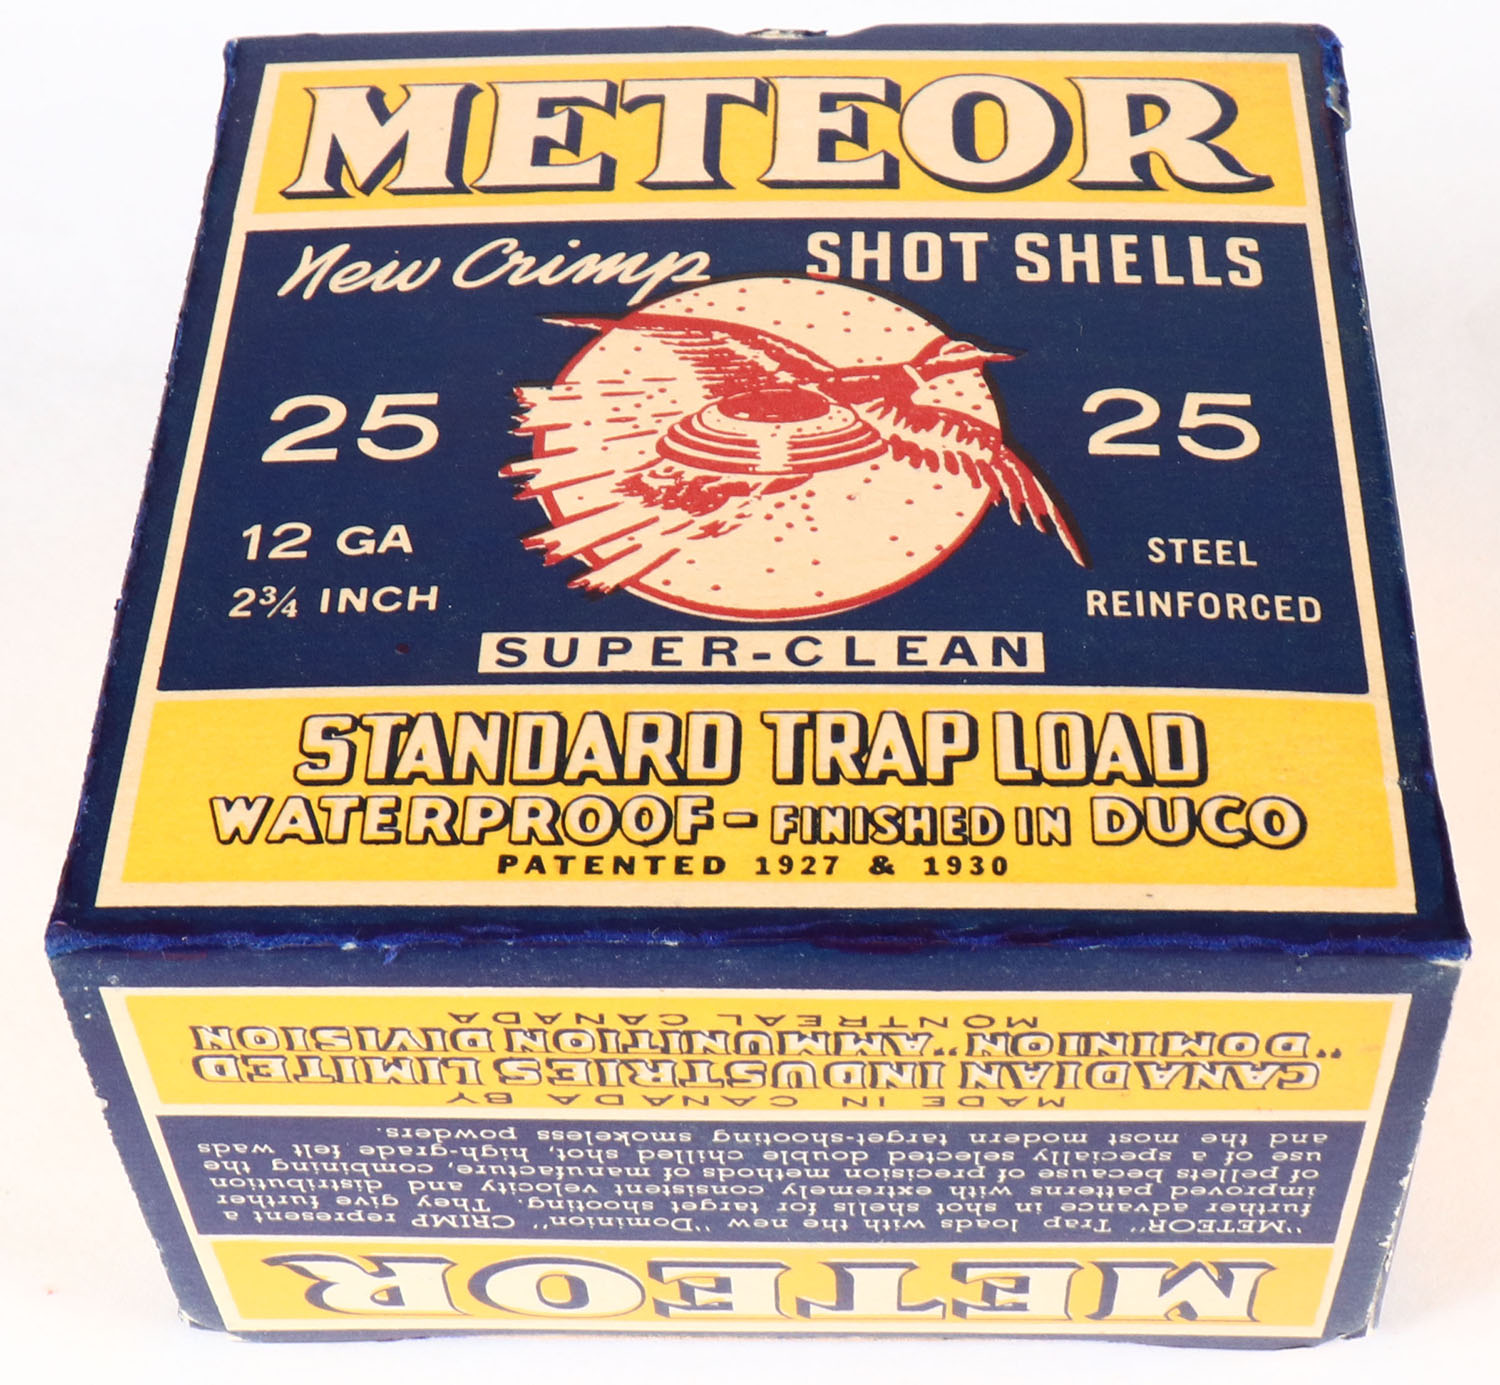 METEOR
New Crimp SHOT SHELLS
25 25
12 GA
2¾ INCH
STEEL
REINFORCED
SUPER-CLEAN
STANDARD TRAP LOAD
WATERPROOF - FINISHED IN DUCO
PATENTED 1927 & 1930
METEOR
"METEOR" Trap loads with the new "Dominion" CRIMP represent a
further advance in shot shells for target shooting. They give further
improved patterns with extremely consistent velocity and distribution
of pellets because of precision methods of manufacture, combining the
use of a specially selected double chilled shot, high-grade felt wads
and the most modern target-shooting smokeless powders.
MADE IN CANADA BY
CANADIAN INDUSTRIES LIMITED
"DOMINION" AMMUNITION DIVISION
MONTREAL CANADA